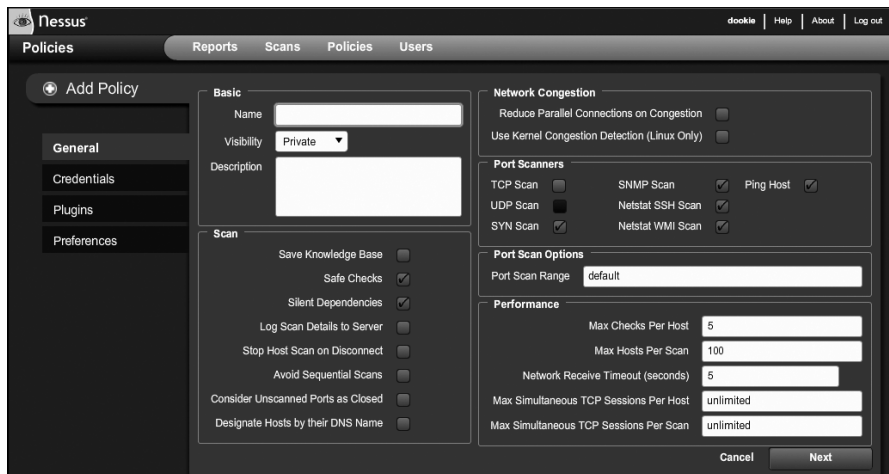 Nessus
dookie Help About Log out
Policies
Reports Scans Policies Users
Add Policy
General
Credentials
Plugins
Preferences
Basic
Name
Visibility Private
Description
Scan
Save Knowledge Base
Safe Checks
Silent Dependencies
Log Scan Details to Server
Stop Host Scan on Disconnect
Avoid Sequential Scans
Consider Unscanned Ports as Closed
Designate Hosts by their DNS Name
Network Congestion
Reduce Parallel Connections on Congestion
Use Kernel Congestion Detection (Linux Only)
Port Scanners
TCP Scan SNMP Scan Ping Host
UDP Scan Netstat SSH Scan
SYN Scan Netstat WMI Scan
Port Scan Options
Port Scan Range default
Performance
Max Checks Per Host 5
Max Hosts Per Scan 100
Network Receive Timeout (seconds) 5
Max Simultaneous TCP Sessions Per Host unlimited
Max Simultaneous TCP Sessions Per Scan unlimited
Cancel Next